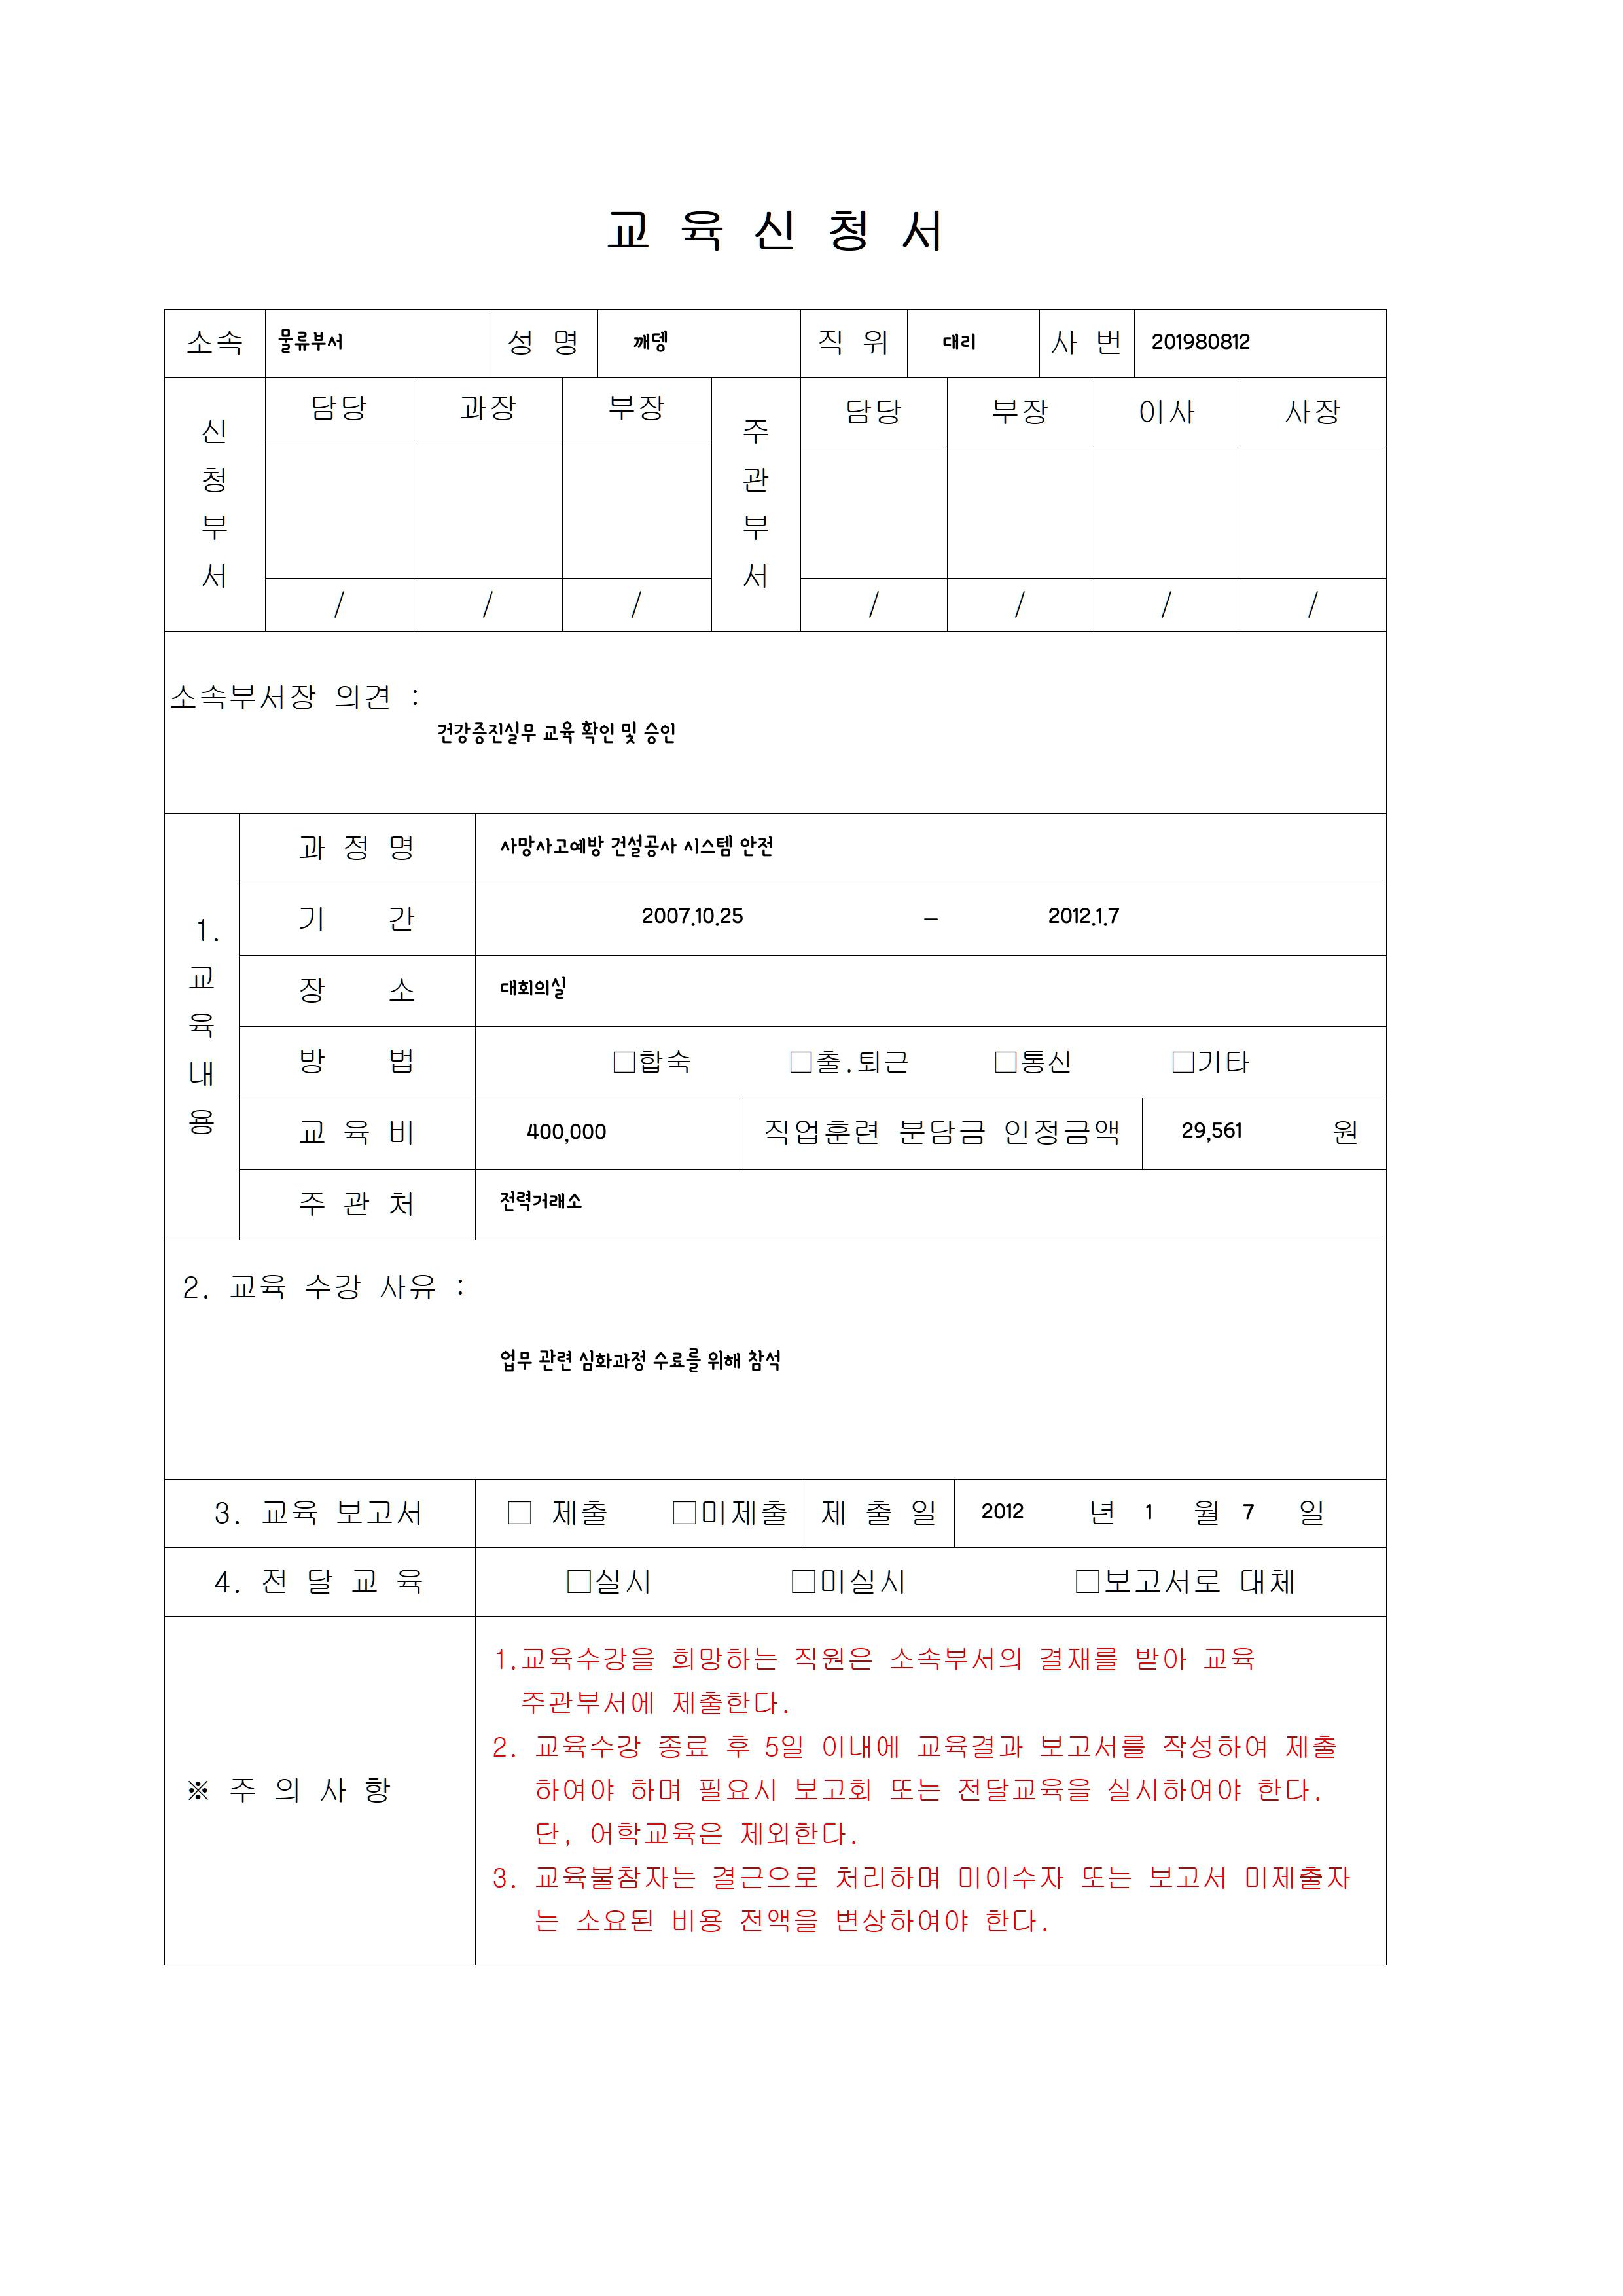 교 육 신 청 서
소속 물류부서 성 명 깨뎅 직 위 대리 사 번 201980812
신청부서 담당 과장 부장 주관부서 담당 부장 이사 사장
/ / / / / / /
소속부서장 의견 :
건강증진실무 교육 확인 및 승인
1. 교육내용
과 정 명 사망사고예방 건설공사 시스템 안전
기 간 2007.10.25 – 2012.1.7
장 소 대회의실
방 법 □합숙 □출.퇴근 □통신 □기타
교 육 비 400,000 직업훈련 분담금 인정금액 29,561 원
주 관 처 전력거래소
2. 교육 수강 사유 :
업무 관련 심화과정 수료를 위해 참석
3. 교육 보고서 □ 제출 □미제출 제 출 일 2012 년 1 월 7 일
4. 전 달 교 육 □실시 □미실시 □보고서로 대체
※ 주 의 사 항
1.교육수강을 희망하는 직원은 소속부서의 결재를 받아 교육
주관부서에 제출한다.
2. 교육수강 종료 후 5일 이내에 교육결과 보고서를 작성하여 제출
하여야 하며 필요시 보고회 또는 전달교육을 실시하여야 한다.
단, 어학교육은 제외한다.
3. 교육불참자는 결근으로 처리하며 미이수자 또는 보고서 미제출자
는 소요된 비용 전액을 변상하여야 한다.